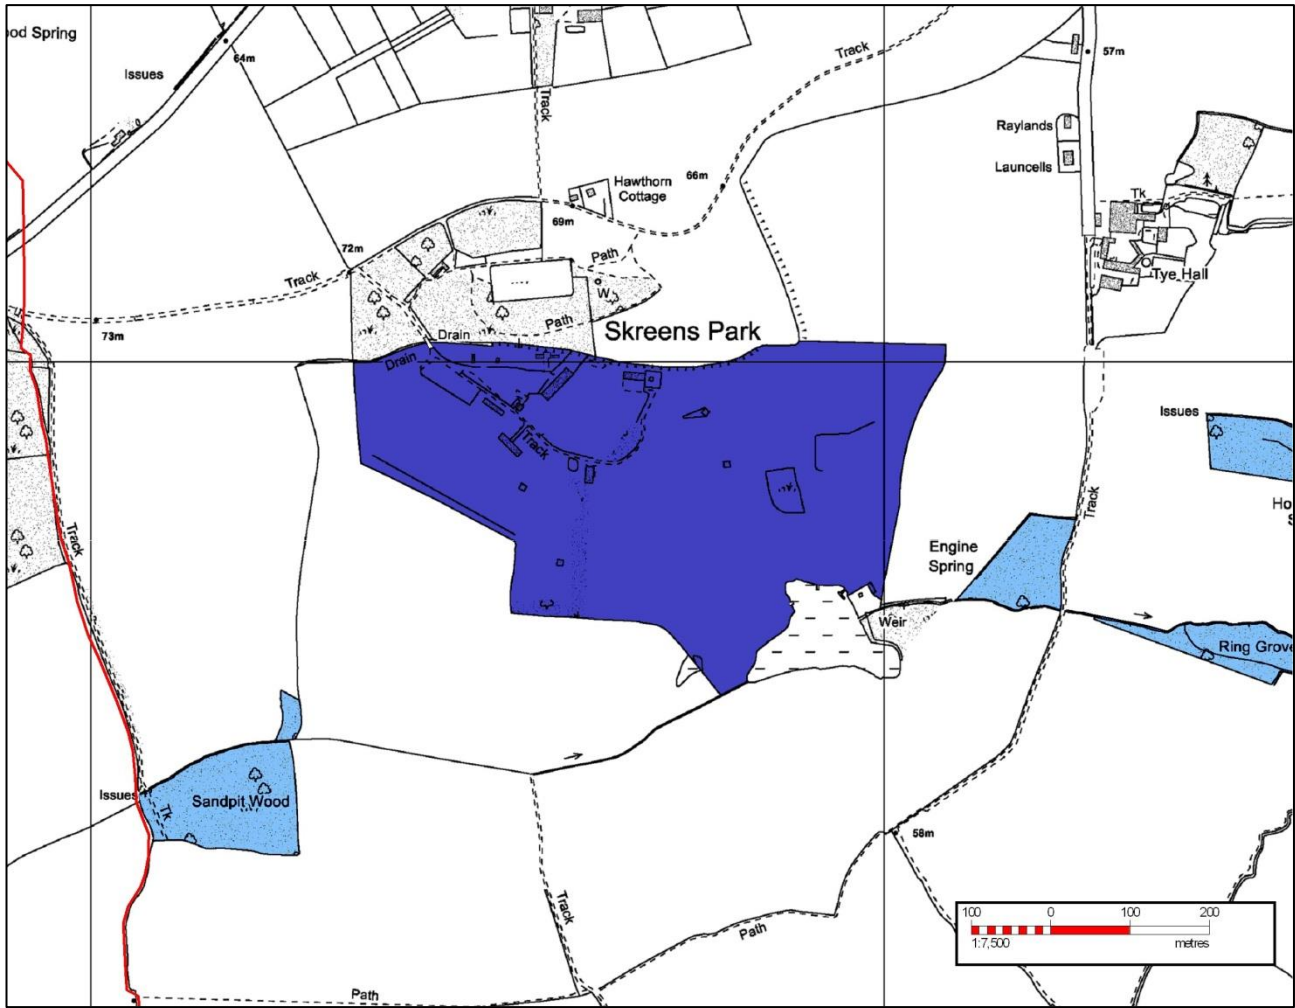 ood Spring
64m
Issues
Track
Track
57m
Raylands
Launcells
Hawthorn
Cottage
66m
69m
72m
Tk
Tye Hall
Track
Path
W
Path
73m
Drain
Skreens Park
Drain
Track
Issues
Ho
S
Track
Track
Engine
Spring
Weir
Ring Grove
Issues
Tk
Sandpit Wood
58m
Track
Path
Path
100 0 100 200
1:7,500 metres